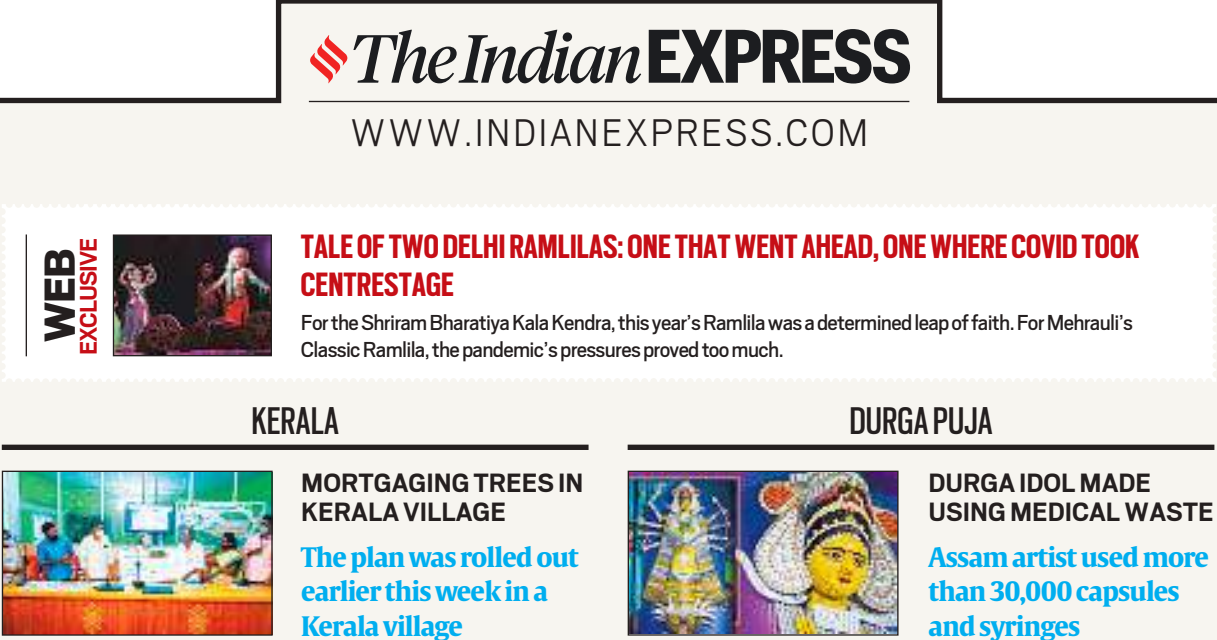 The Indian EXPRESS
WWW.INDIANEXPRESS.COM
WEB
EXCLUSIVE
TALE OF TWO DELHI RAMLILAS: ONE THAT WENT AHEAD, ONE WHERE COVID TOOK
CENTRESTAGE
For the Shriram Bharatiya Kala Kendra, this year's Ramlila was a determined leap of faith. For Mehrauli's
Classic Ramlila, the pandemic's pressures proved too much.
KERALA
MORTGAGING TREES IN
KERALA VILLAGE
The plan was rolled out
earlier this week in a
Kerala village
DURGA PUJA
DURGA IDOL MADE
USING MEDICAL WASTE
Assam artist used more
than 30,000 capsules
and syringes